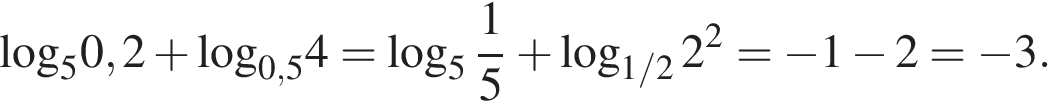 log₅0,2 + log₀,₅4 = log₅ 1/5 + log₁/₂ 2² = −1 − 2 = −3.